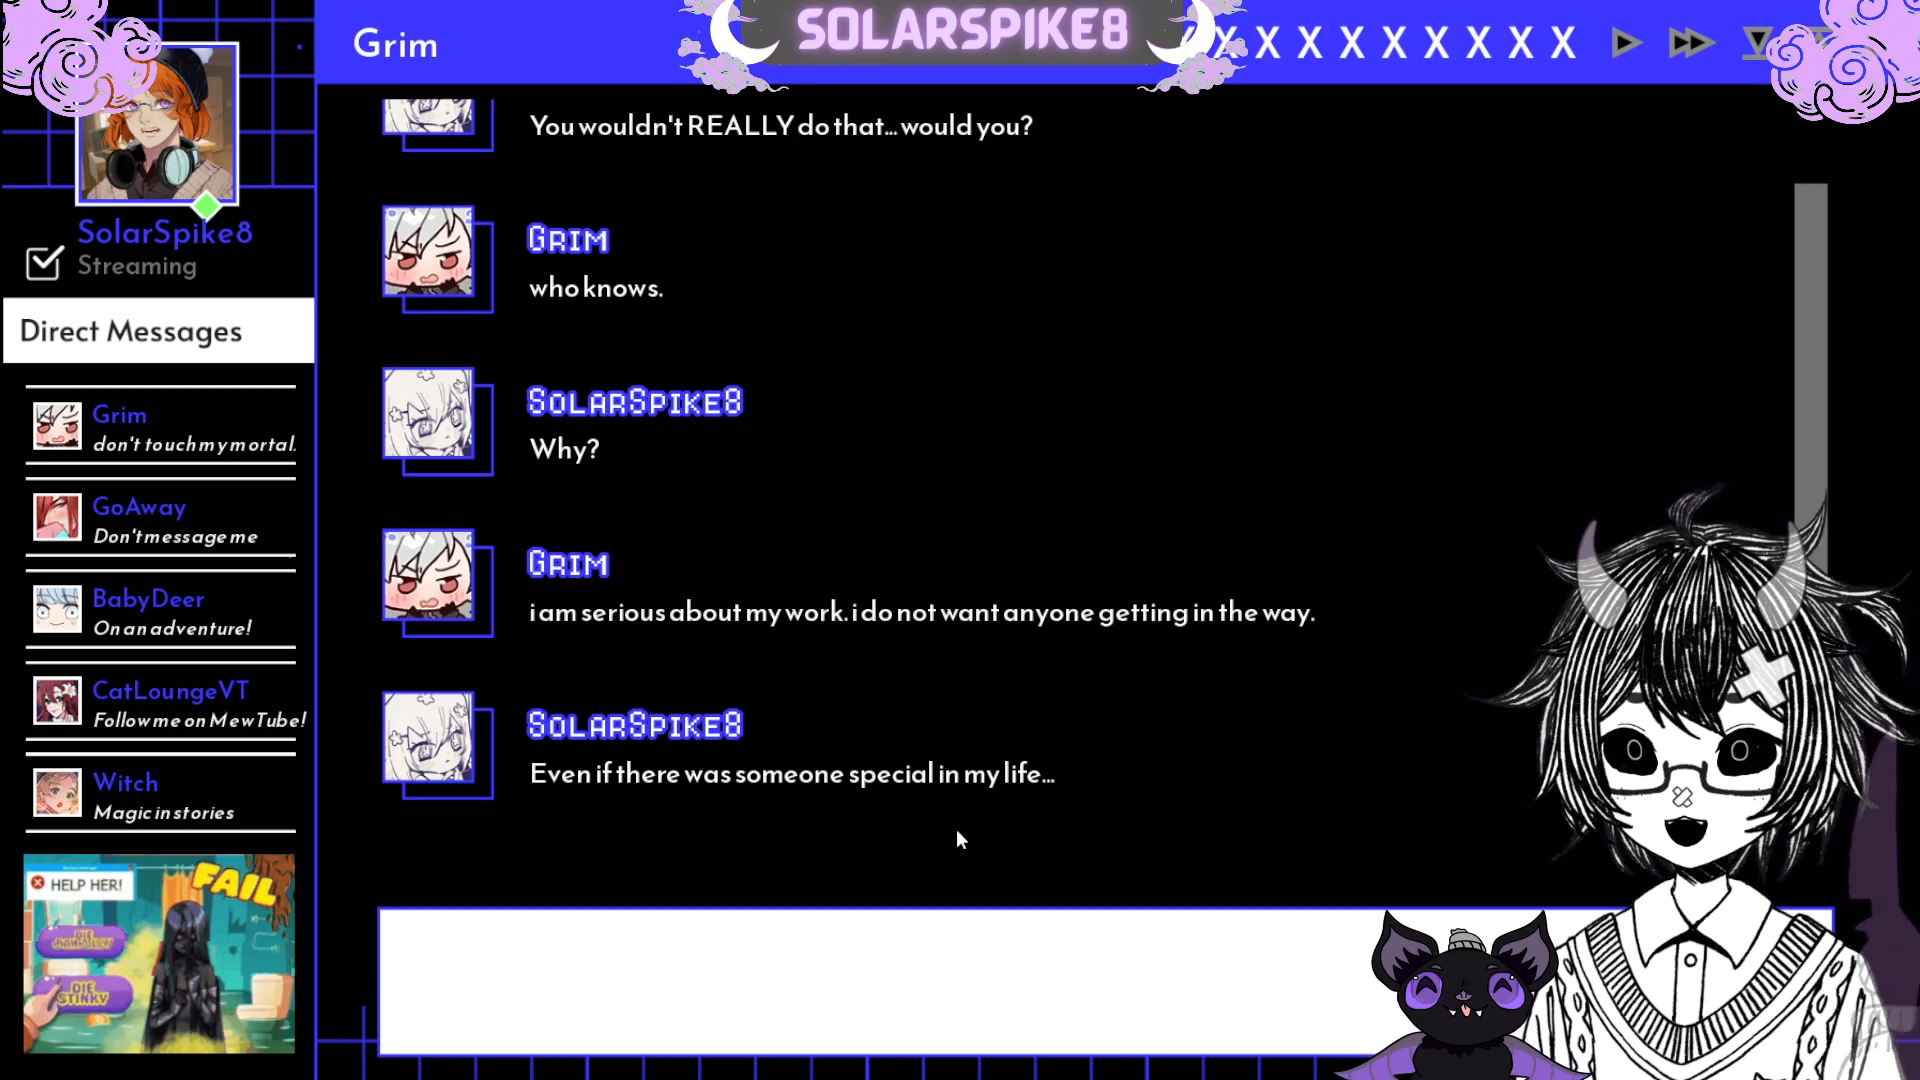 Grim
SOLARSPIKE8
X X X X X X X X X
You wouldn't REALLY do that... would you?
SolarSpike8
Streaming
Direct Messages
Grim
don't touch my mortal.
GoAway
Don't message me
BabyDeer
On an adventure!
CatLoungeVT
Follow me on MewTube!
Witch
Magic in stories
HELP HER!
FAIL
DIE
DIE
STINKY
GRIM
who knows.
SOLARSPIKE8
Why?
GRIM
i am serious about my work. i do not want anyone getting in the way.
SOLARSPIKE8
Even if there was someone special in my life...